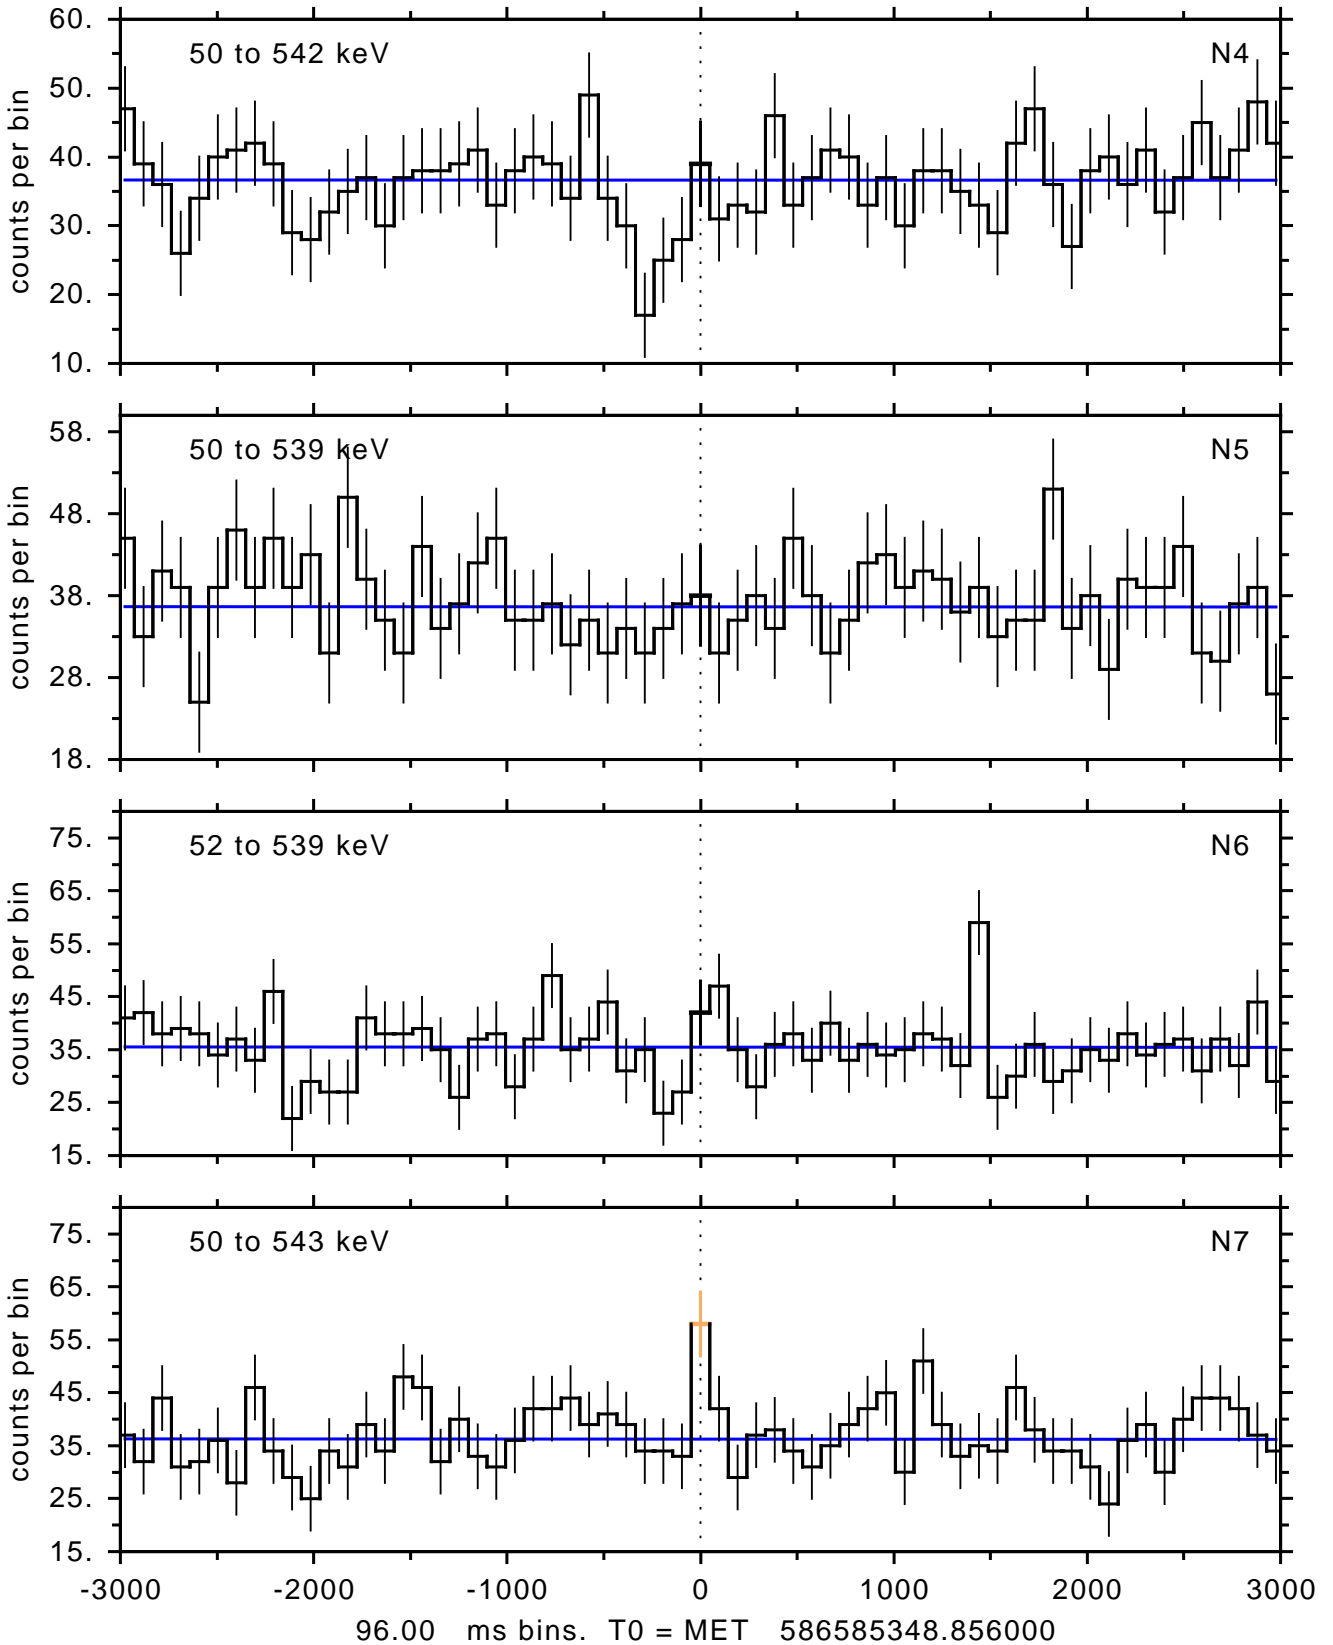 60.
50 to 542 keV N4
50.
40.
30.
20.
10.
counts per bin
58.
50 to 539 keV N5
48.
38.
28.
18.
counts per bin
75.
52 to 539 keV N6
65.
55.
45.
35.
25.
15.
counts per bin
75.
50 to 543 keV N7
65.
55.
45.
35.
25.
15.
counts per bin
-3000 -2000 -1000 0 1000 2000 3000
96.00 ms bins. T0 = MET 586585348.856000